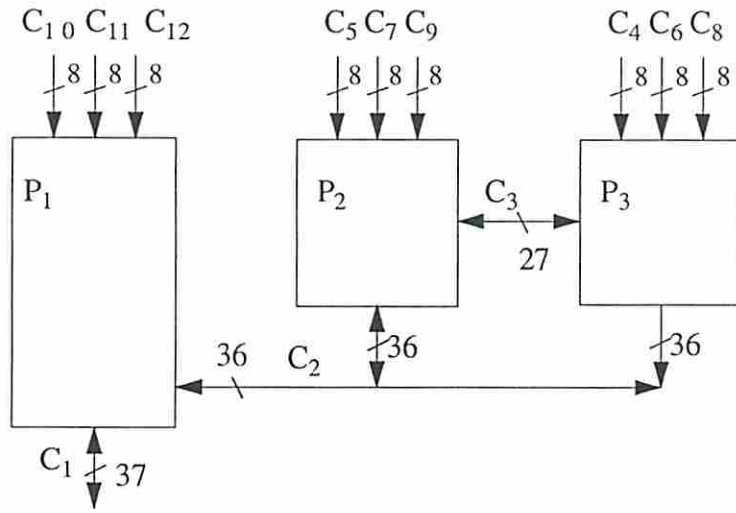 C₁₀ C₁₁ C₁₂ C₅ C₇ C₉ C₄ C₆ C₈
8 8 8 8 8 8 8 8 8
P₁ P₂ C₃ P₃
27
36 C₂ 36 36
C₁ 37